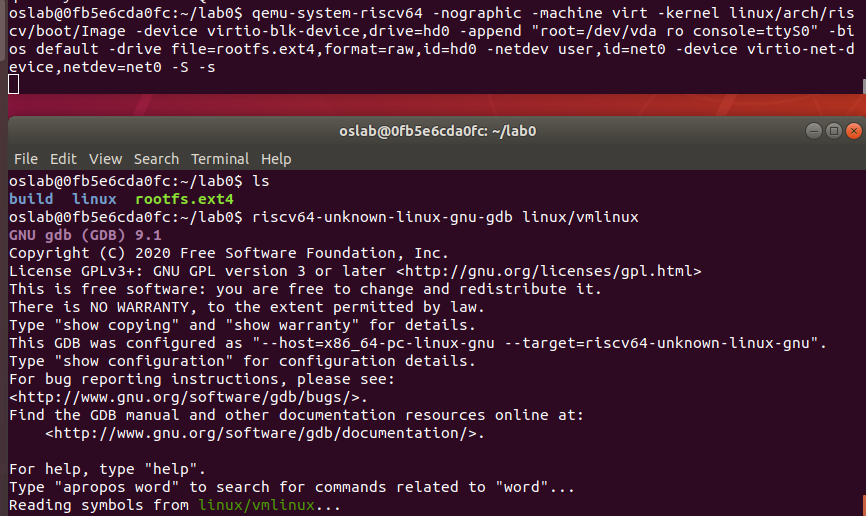 oslab@0fb5e6cda0fc:~/lab0$ qemu-system-riscv64 -nographic -machine virt -kernel linux/arch/ris
cv/boot/Image -device virtio-blk-device,drive=hd0 -append "root=/dev/vda ro console=ttyS0" -bi
os default -drive file=rootfs.ext4,format=raw,id=hd0 -netdev user,id=net0 -device virtio-net-d
evice,netdev=net0 -S -s
oslab@0fb5e6cda0fc: ~/lab0
File Edit View Search Terminal Help
oslab@0fb5e6cda0fc:~/lab0$ ls
build linux rootfs.ext4
oslab@0fb5e6cda0fc:~/lab0$ riscv64-unknown-linux-gnu-gdb linux/vmlinux
GNU gdb (GDB) 9.1
Copyright (C) 2020 Free Software Foundation, Inc.
License GPLv3+: GNU GPL version 3 or later <http://gnu.org/licenses/gpl.html>
This is free software: you are free to change and redistribute it.
There is NO WARRANTY, to the extent permitted by law.
Type "show copying" and "show warranty" for details.
This GDB was configured as "--host=x86_64-pc-linux-gnu --target=riscv64-unknown-linux-gnu".
Type "show configuration" for configuration details.
For bug reporting instructions, please see:
<http://www.gnu.org/software/gdb/bugs/>.
Find the GDB manual and other documentation resources online at:
<http://www.gnu.org/software/gdb/documentation/>.
For help, type "help".
Type "apropos word" to search for commands related to "word"...
Reading symbols from linux/vmlinux...